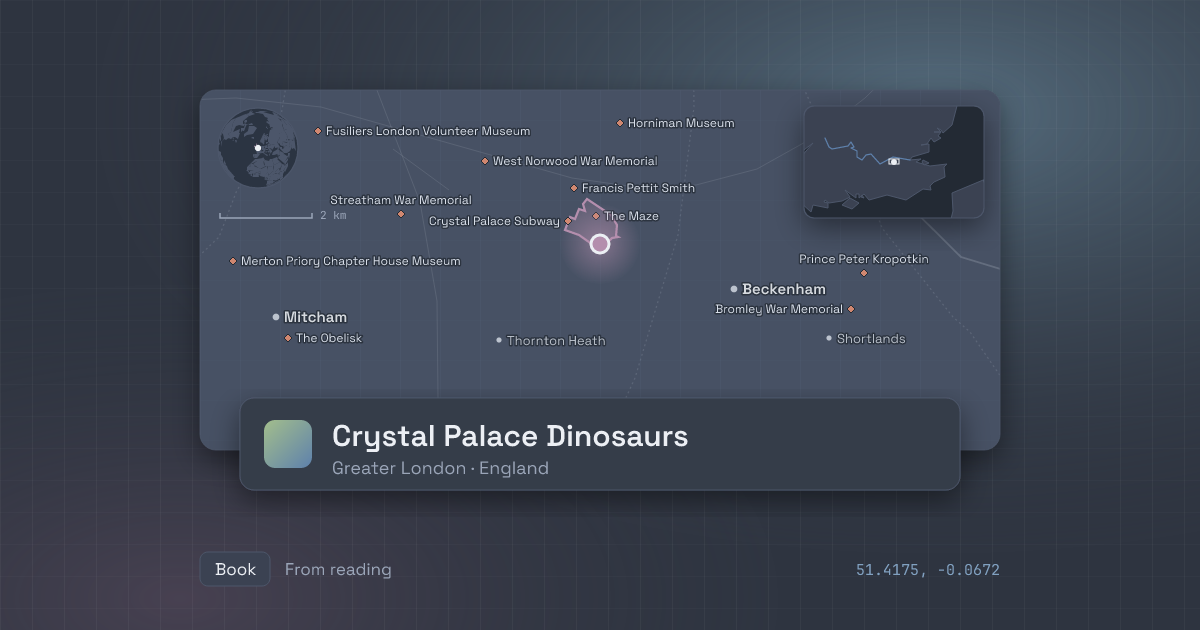 Fusiliers London Volunteer Museum
Horniman Museum
West Norwood War Memorial
Francis Pettit Smith
Streatham War Memorial
2 km
Crystal Palace Subway
The Maze
Merton Priory Chapter House Museum
Prince Peter Kropotkin
Beckenham
Bromley War Memorial
Mitcham
The Obelisk
Thornton Heath
Shortlands
Crystal Palace Dinosaurs
Greater London · England
Book
From reading
51.4175, -0.0672